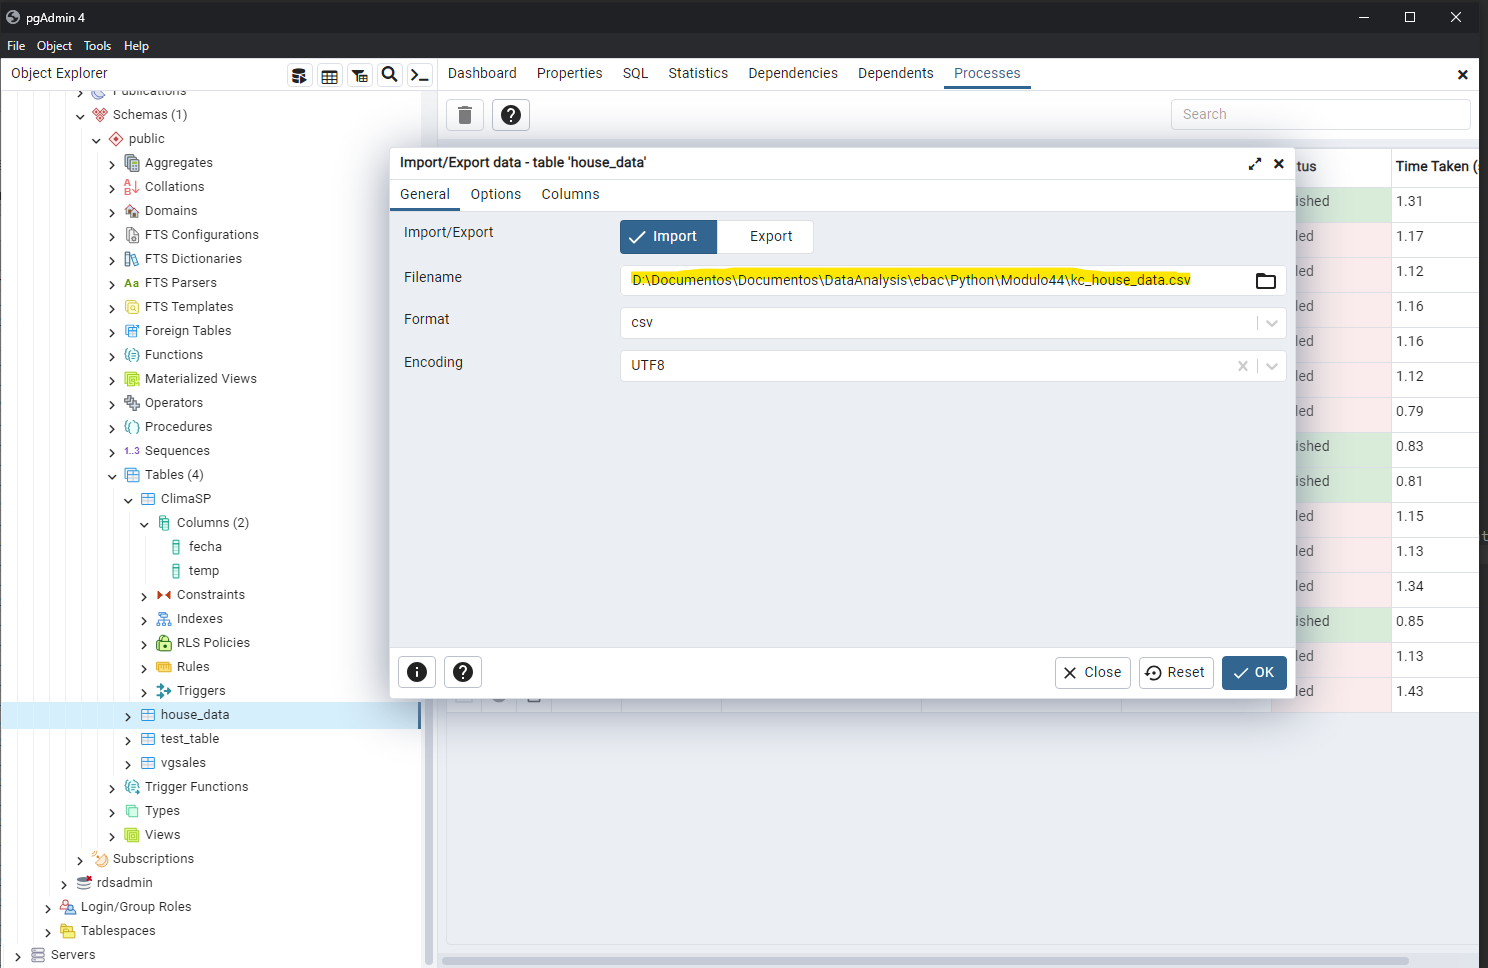 pgAdmin 4
File Object Tools Help
Object Explorer
Dashboard Properties SQL Statistics Dependencies Dependents Processes
Search
Publications
Schemas (1)
public
Aggregates
Collations
Domains
FTS Configurations
FTS Dictionaries
Aa FTS Parsers
FTS Templates
Foreign Tables
Functions
Materialized Views
Operators
Procedures
1..3 Sequences
Tables (4)
ClimaSP
Columns (2)
fecha
temp
Constraints
Indexes
RLS Policies
Rules
Triggers
house_data
test_table
vgsales
Trigger Functions
Types
Views
Subscriptions
rdsadmin
Login/Group Roles
Tablespaces
Servers
Import/Export data - table 'house_data'
General Options Columns
Import/Export Import Export
Filename D:\Documentos\Documentos\DataAnalysis\ebac\Python\Modulo44\kc_house_data.csv
Format csv
Encoding UTF8
Close Reset OK
tus Time Taken (
ished 1.31
led 1.17
led 1.12
led 1.16
led 1.16
led 1.12
led 0.79
ished 0.83
ished 0.81
led 1.15
led 1.13
led 1.34
ished 0.85
led 1.13
led 1.43